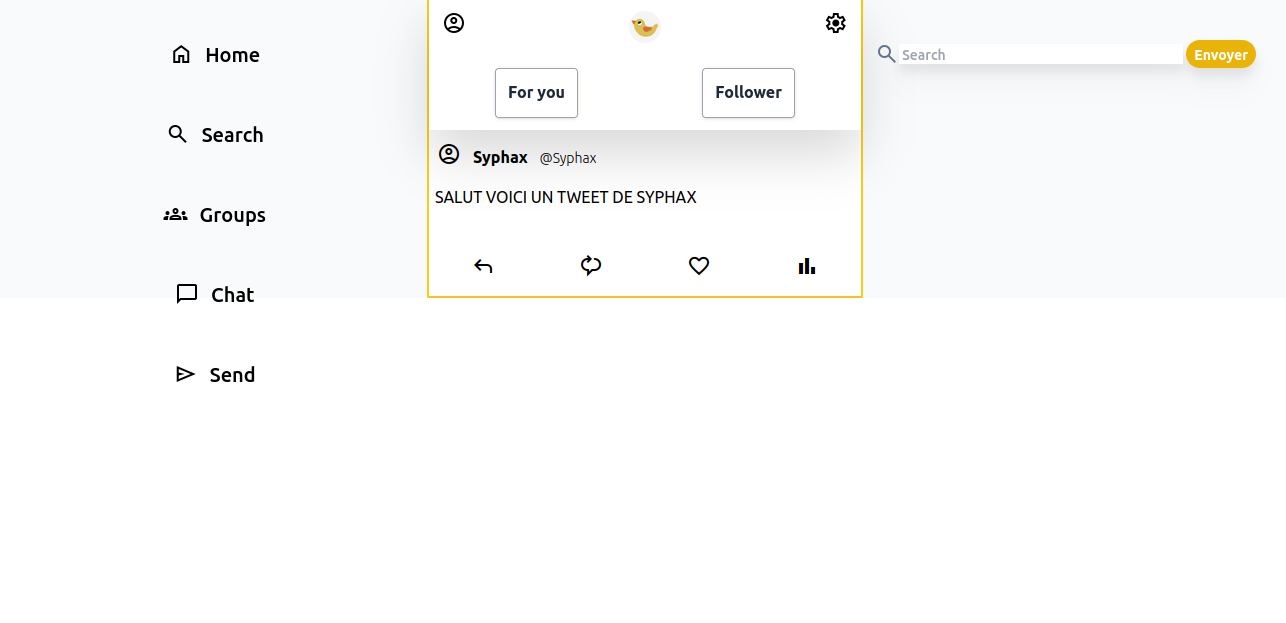 Home
Search
Groups
Chat
Send
For you
Follower
Syphax @Syphax
SALUT VOICI UN TWEET DE SYPHAX
Search
Envoyer